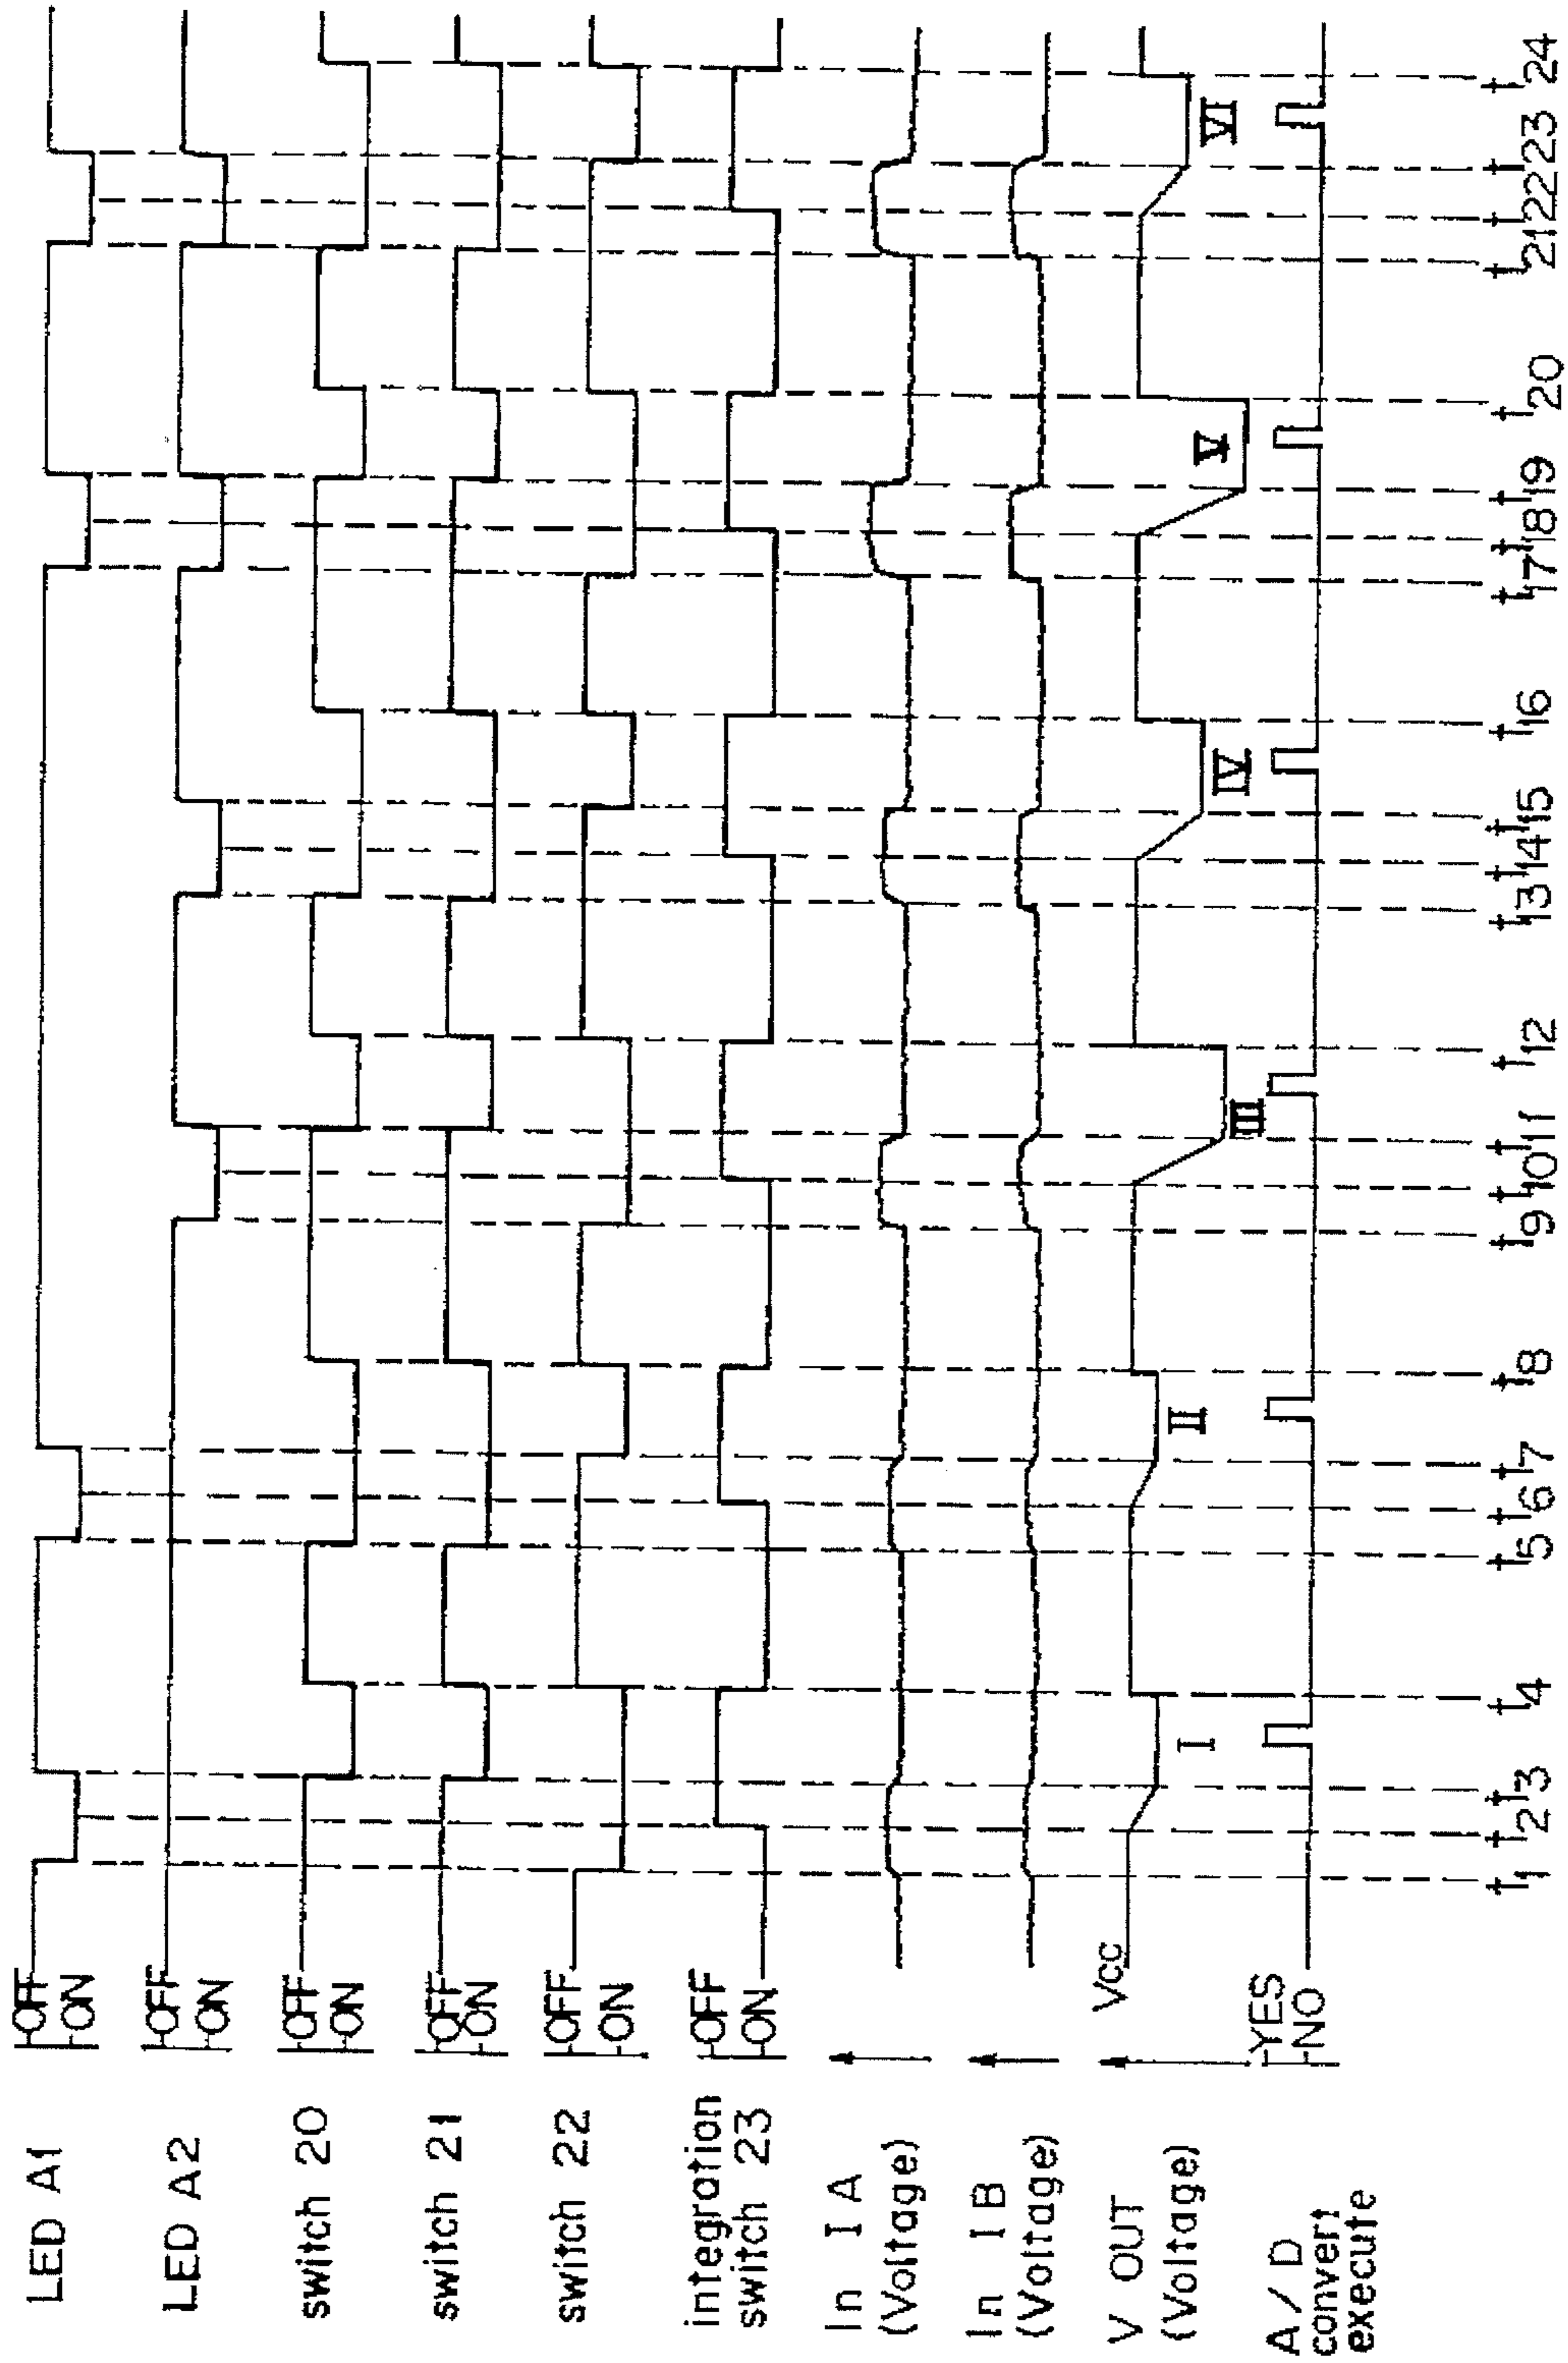 LED A1
OFF
ON
LED A2
OFF
ON
switch 20
OFF
ON
switch 21
OFF
ON
switch 22
OFF
ON
integration
switch 23
OFF
ON
ln I A
(Voltage)
ln I B
(Voltage)
V OUT
(Voltage)
Vcc
I
II
III
IV
V
VI
A / D
convert
execute
YES
NO
t1 t2 t3 t4 t5 t6 t7 t8 t9 t10 t11 t12 t13 t14 t15 t16 t17 t18 t19 t20 t21 t22 t23 t24